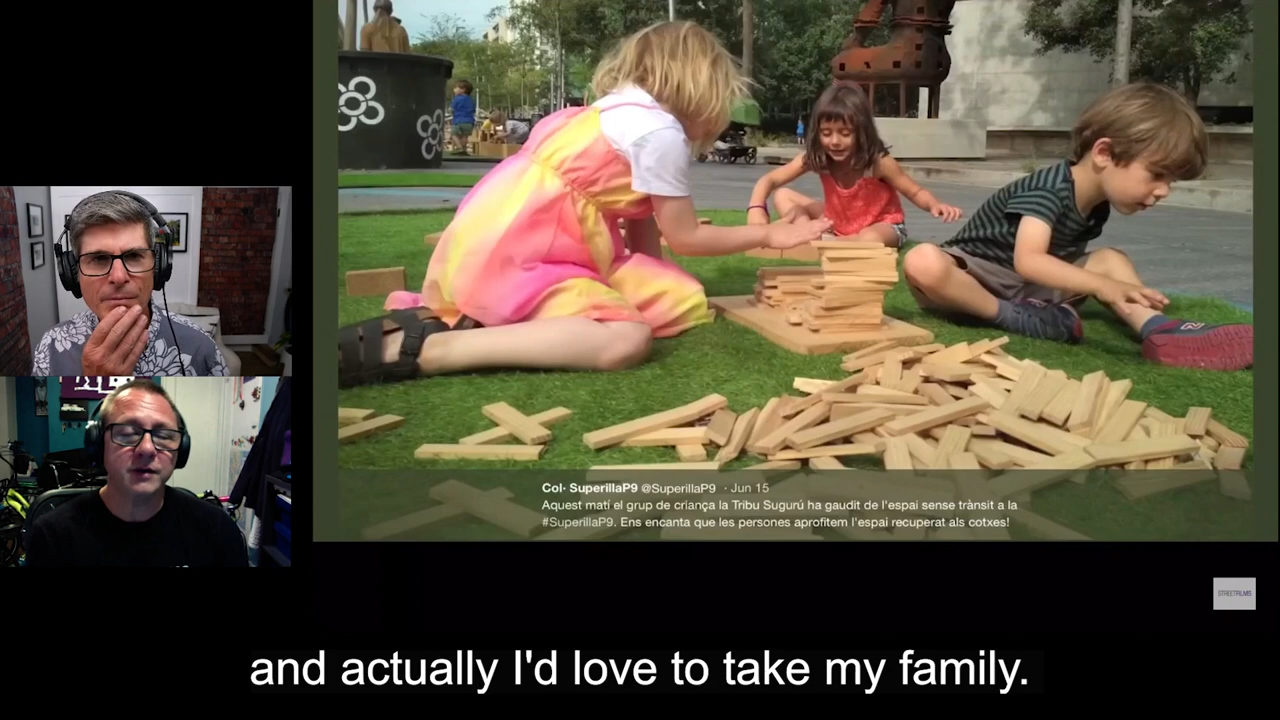 Col· SuperillaP9 @SuperillaP9 · Jun 15
Aquest matí el grup de criança la Tribu Sugurú ha gaudit de l'espai sense trànsit a la
#SuperillaP9. Ens encanta que les persones aprofitem l'espai recuperat als cotxes!
STREETFILMS
and actually I'd love to take my family.